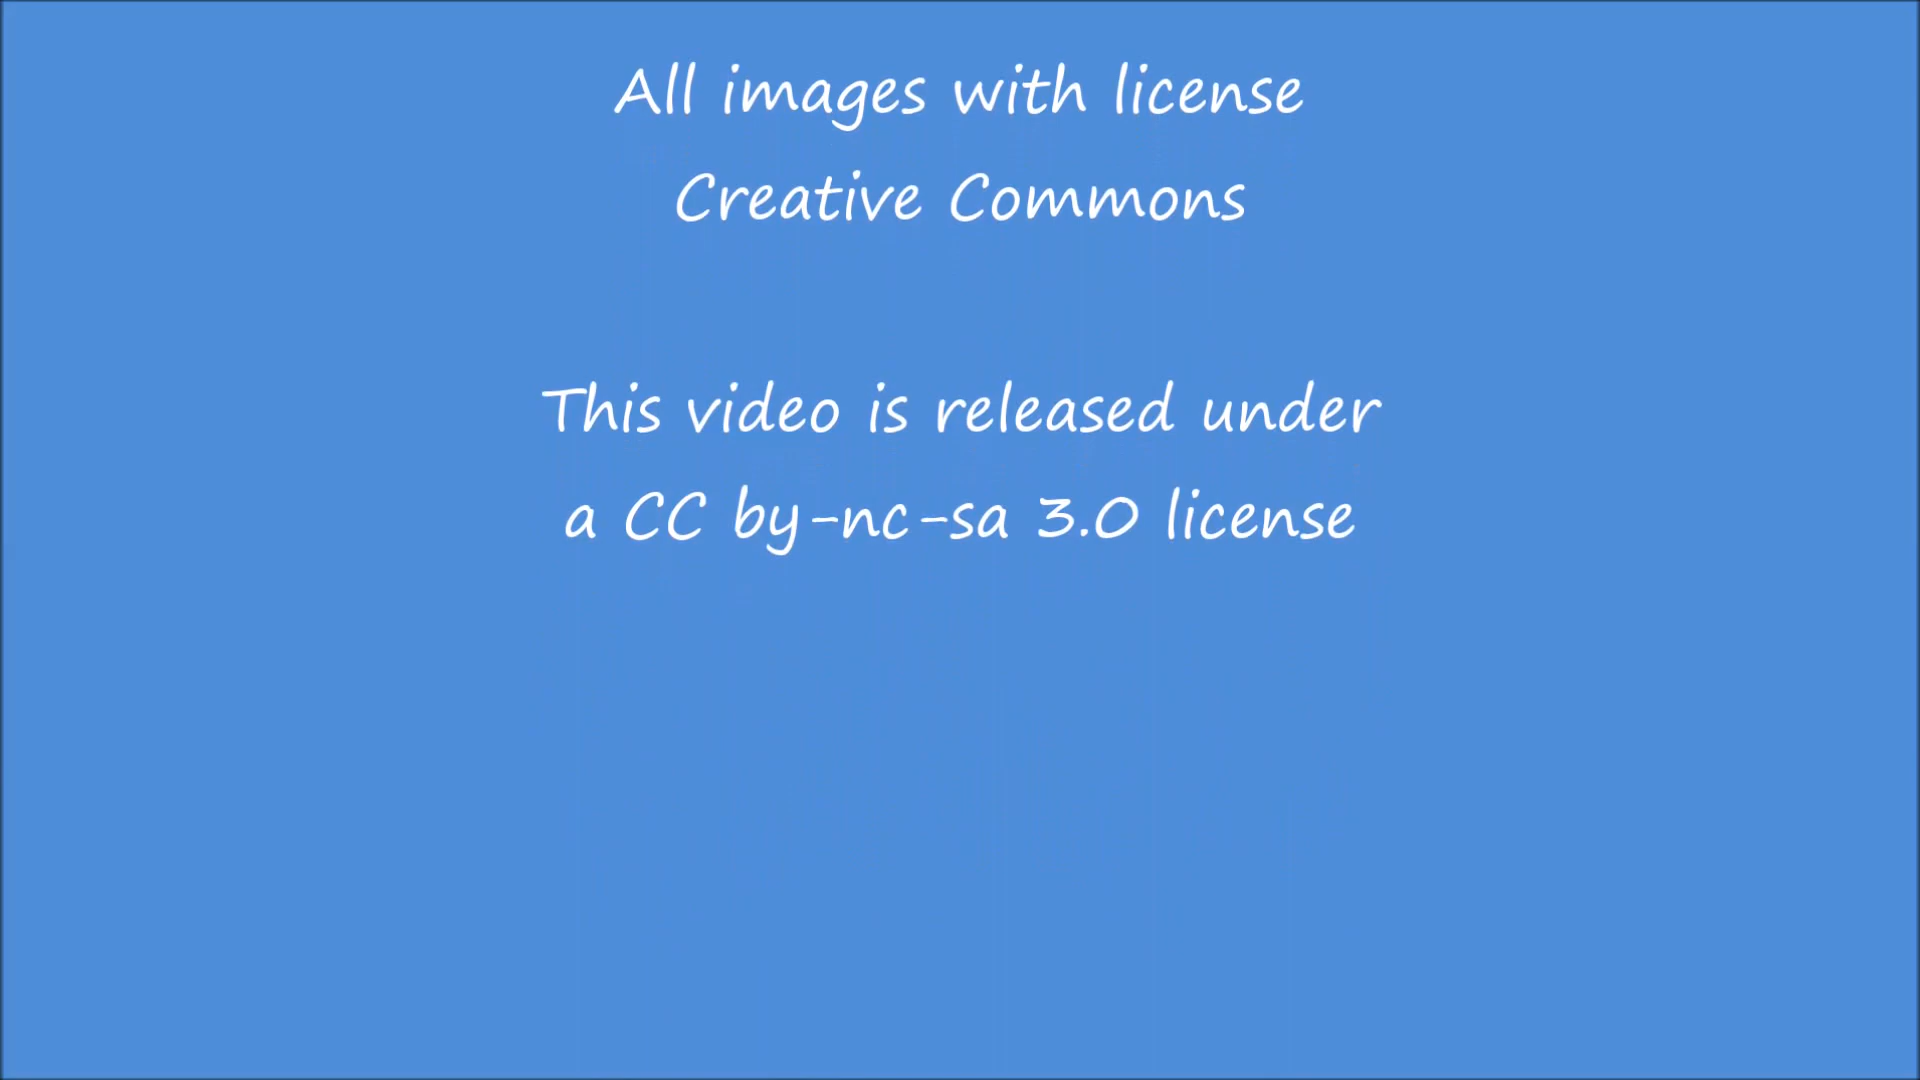 All images with license
Creative Commons
This video is released under
a CC by-nc-sa 3.0 license